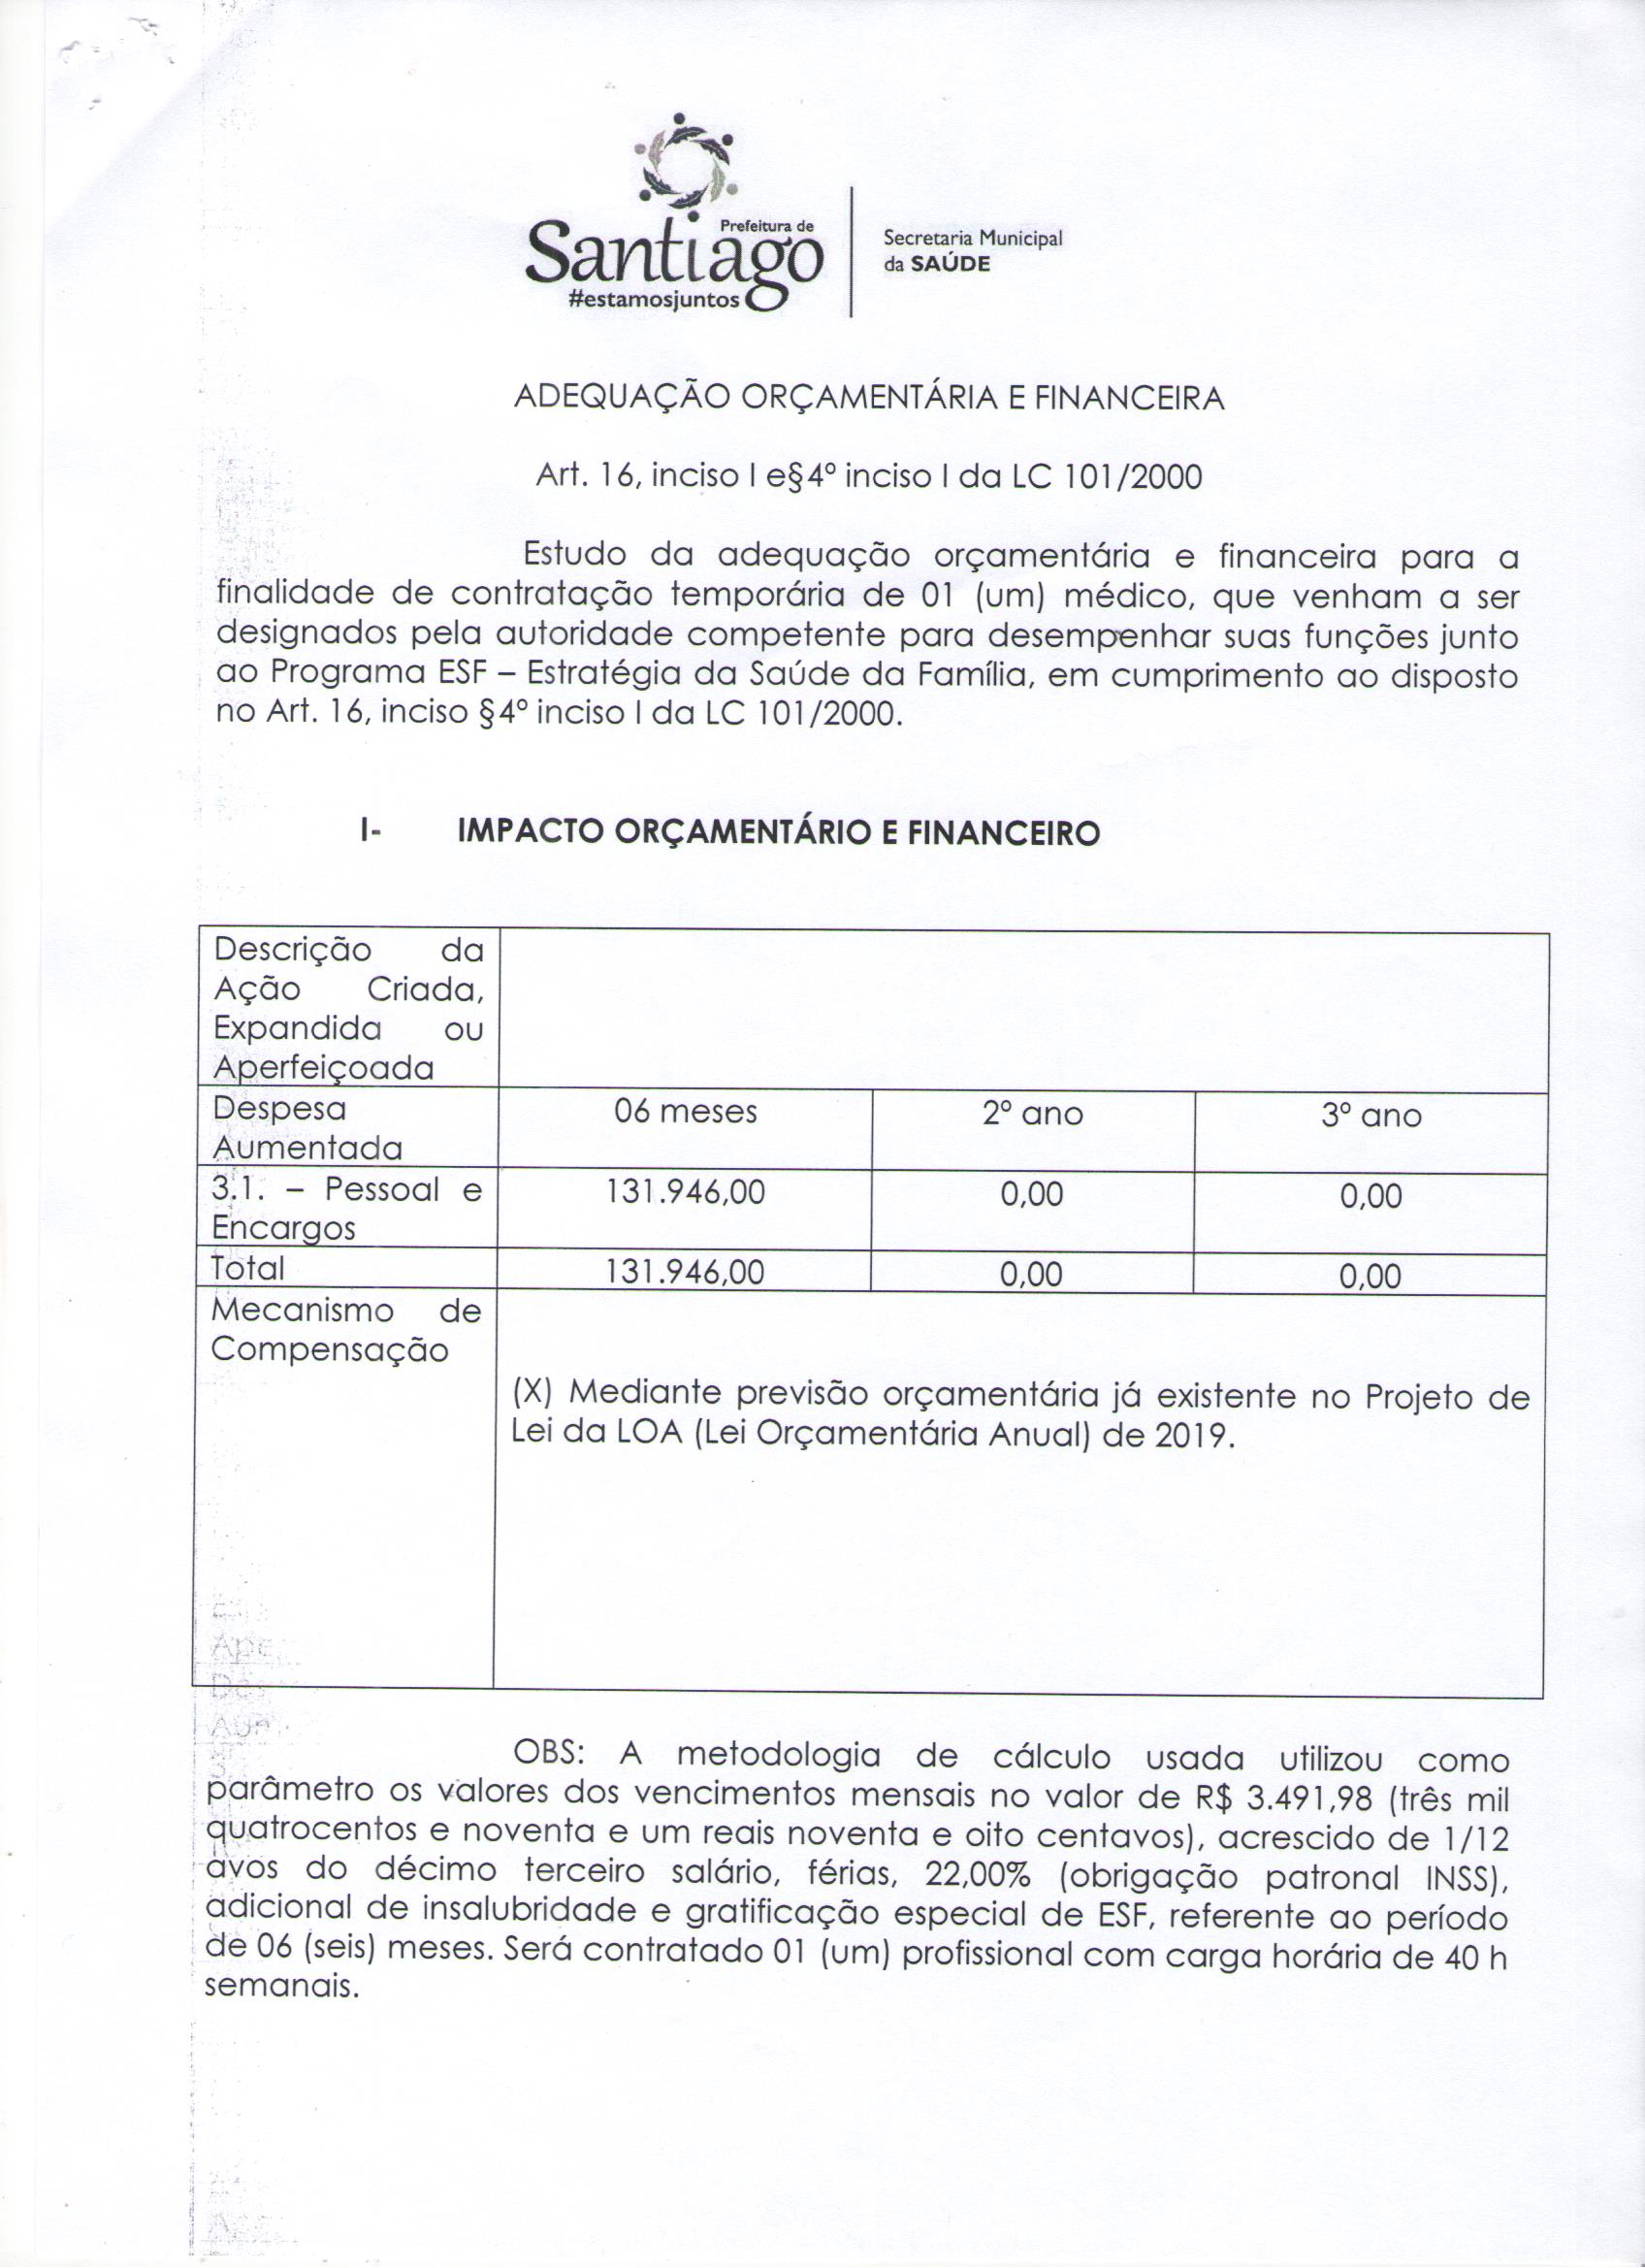 Prefeitura de
Santiago
#estamosjuntos
Secretaria Municipal
da SAÚDE
ADEQUAÇÃO ORÇAMENTÁRIA E FINANCEIRA
Art. 16, inciso I e§4º inciso I da LC 101/2000
Estudo da adequação orçamentária e financeira para a
finalidade de contratação temporária de 01 (um) médico, que venham a ser
designados pela autoridade competente para desempenhar suas funções junto
ao Programa ESF – Estratégia da Saúde da Família, em cumprimento ao disposto
no Art. 16, inciso §4º inciso I da LC 101/2000.
I- IMPACTO ORÇAMENTÁRIO E FINANCEIRO
Descrição da
Ação Criada,
Expandida ou
Aperfeiçoada
Despesa
Aumentada
06 meses
2º ano
3º ano
3.1. – Pessoal e
Encargos
131.946,00
0,00
0,00
Total
131.946,00
0,00
0,00
Mecanismo de
Compensação
(X) Mediante previsão orçamentária já existente no Projeto de
Lei da LOA (Lei Orçamentária Anual) de 2019.
OBS: A metodologia de cálculo usada utilizou como
parâmetro os valores dos vencimentos mensais no valor de R$ 3.491,98 (três mil
quatrocentos e noventa e um reais noventa e oito centavos), acrescido de 1/12
avos do décimo terceiro salário, férias, 22,00% (obrigação patronal INSS),
adicional de insalubridade e gratificação especial de ESF, referente ao período
de 06 (seis) meses. Será contratado 01 (um) profissional com carga horária de 40 h
semanais.